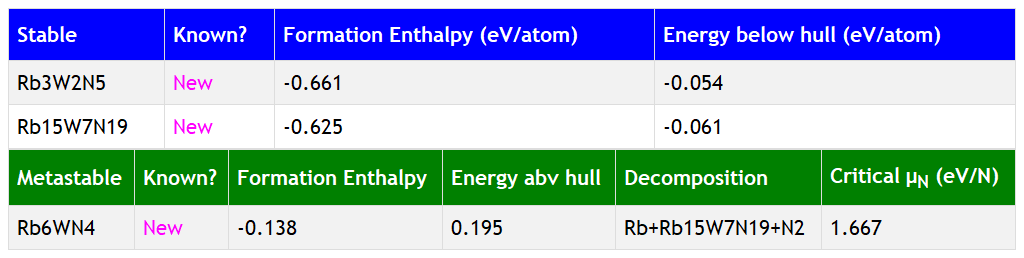 Stable Known? Formation Enthalpy (eV/atom) Energy below hull (eV/atom)
Rb3W2N5 New -0.661 -0.054
Rb15W7N19 New -0.625 -0.061
Metastable Known? Formation Enthalpy Energy abv hull Decomposition Critical μN (eV/N)
Rb6WN4 New -0.138 0.195 Rb+Rb15W7N19+N2 1.667